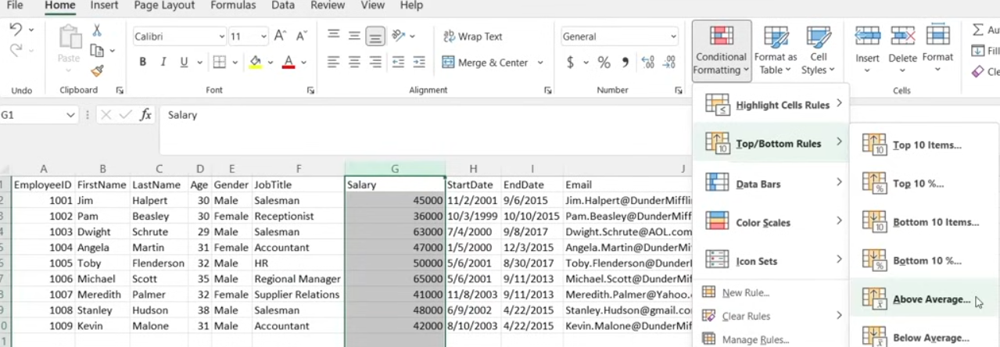 File Home Insert Page Layout Formulas Data Review View Help
Calibri 11 A^ A˅ ab Wrap Text General Σ Au
Paste B I U A Merge & Center $ % , Conditional Formatting Format as Table Cell Styles Insert Delete Format Fill
Cle
Undo Clipboard Font Alignment Number Cells
G1 fx Salary
Highlight Cells Rules
Top/Bottom Rules
Data Bars
Color Scales
Icon Sets
New Rule...
Clear Rules
Manage Rules...
Top 10 Items...
Top 10 %...
Bottom 10 Items...
Bottom 10 %...
Above Average...
Below Average...
A B C D E F G H I J
1 EmployeeID FirstName LastName Age Gender JobTitle Salary StartDate EndDate Email
2 1001 Jim Halpert 30 Male Salesman 45000 11/2/2001 9/6/2015 Jim.Halpert@DunderMiffli
3 1002 Pam Beasley 30 Female Receptionist 36000 10/3/1999 10/10/2015 Pam.Beasley@DunderMiffl
4 1003 Dwight Schrute 29 Male Salesman 63000 7/4/2000 9/8/2017 Dwight.Schrute@AOL.com
5 1004 Angela Martin 31 Female Accountant 47000 1/5/2000 12/3/2015 Angela.Martin@DunderMi
6 1005 Toby Flenderson 32 Male HR 50000 5/6/2001 8/30/2017 Toby.Flenderson@DunderM
7 1006 Michael Scott 35 Male Regional Manager 65000 5/6/2001 9/11/2013 Michael.Scott@DunderMif
8 1007 Meredith Palmer 32 Female Supplier Relations 41000 11/8/2003 9/11/2013 Meredith.Palmer@Yahoo.
9 1008 Stanley Hudson 38 Male Salesman 48000 6/9/2002 4/22/2015 Stanley.Hudson@gmail.co
0 1009 Kevin Malone 31 Male Accountant 42000 8/10/2003 4/22/2015 Kevin.Malone@DunderMif
1